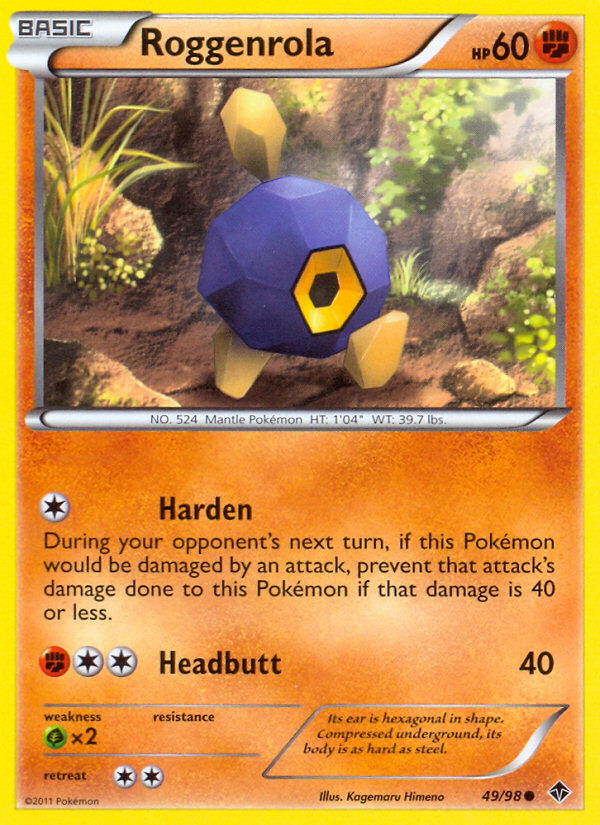 BASIC
Roggenrola
HP60
NO. 524 Mantle Pokémon HT: 1'04" WT: 39.7 lbs.
Harden
During your opponent's next turn, if this Pokémon
would be damaged by an attack, prevent that attack's
damage done to this Pokémon if that damage is 40
or less.
Headbutt 40
weakness resistance
×2
Its ear is hexagonal in shape.
Compressed underground, its
body is as hard as steel.
retreat
©2011 Pokémon
Illus. Kagemaru Himeno
49/98